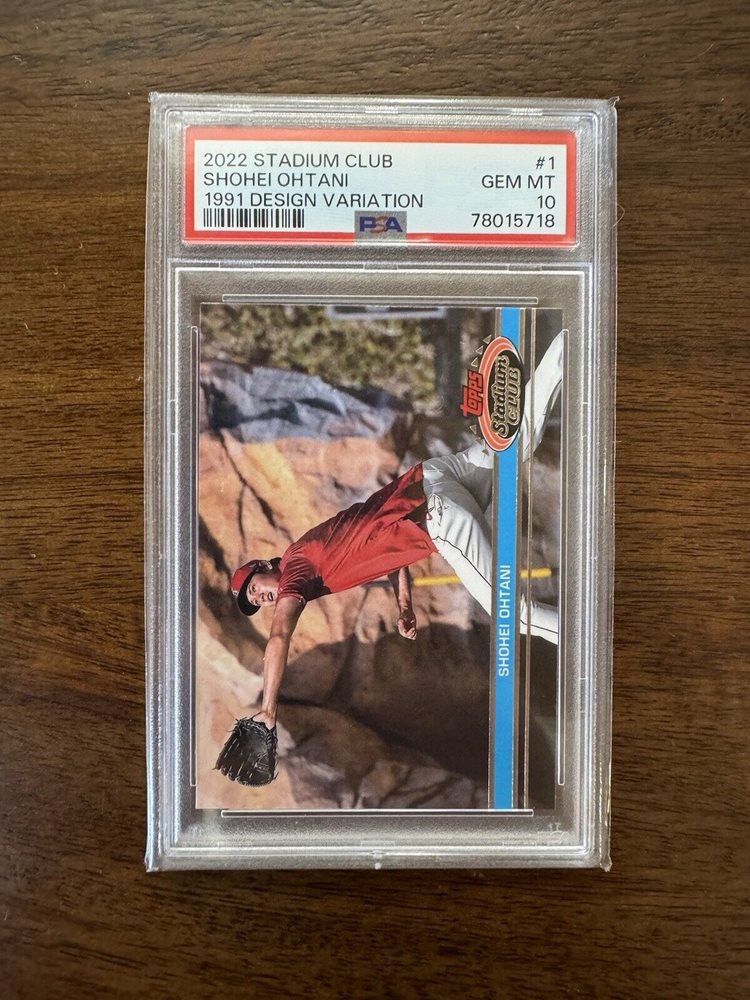 2022 STADIUM CLUB #1
SHOHEI OHTANI GEM MT
1991 DESIGN VARIATION 10
PSA 78015718
TOPPS
Stadium
CLUB
SHOHEI OHTANI